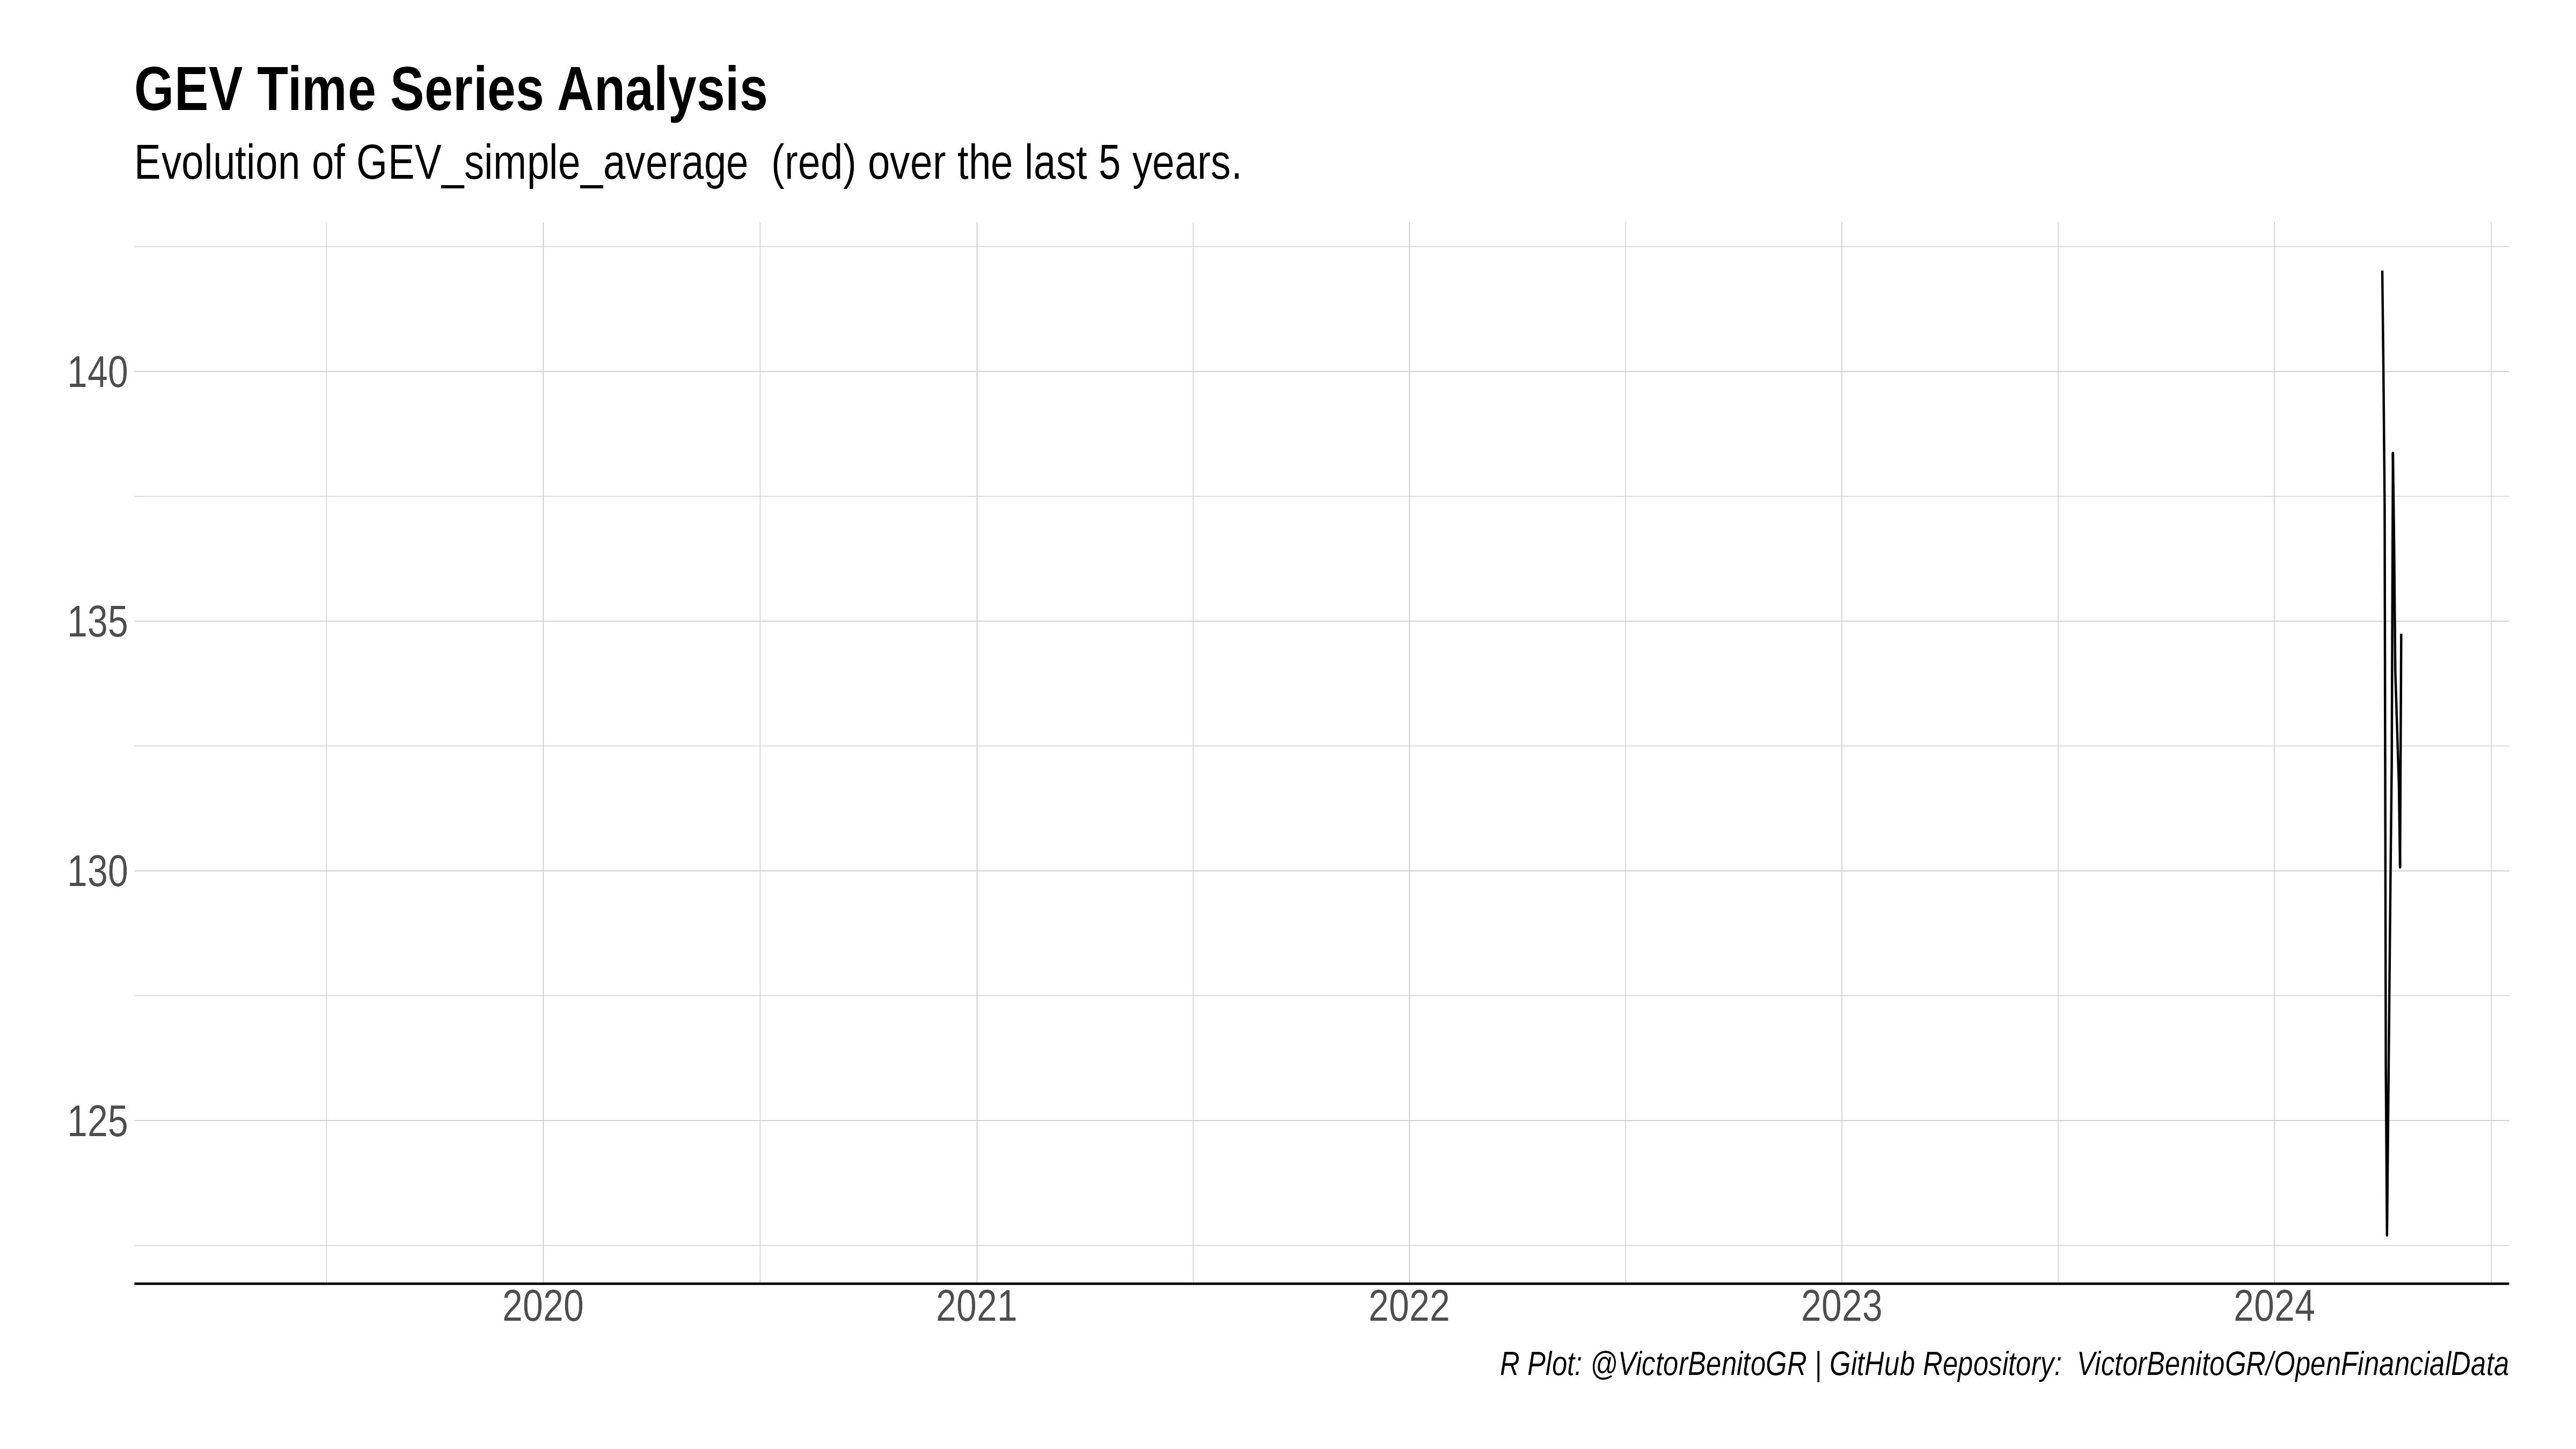 GEV Time Series Analysis
Evolution of GEV_simple_average  (red) over the last 5 years.
140
135
130
125
2020 2021 2022 2023 2024
R Plot: @VictorBenitoGR | GitHub Repository:  VictorBenitoGR/OpenFinancialData